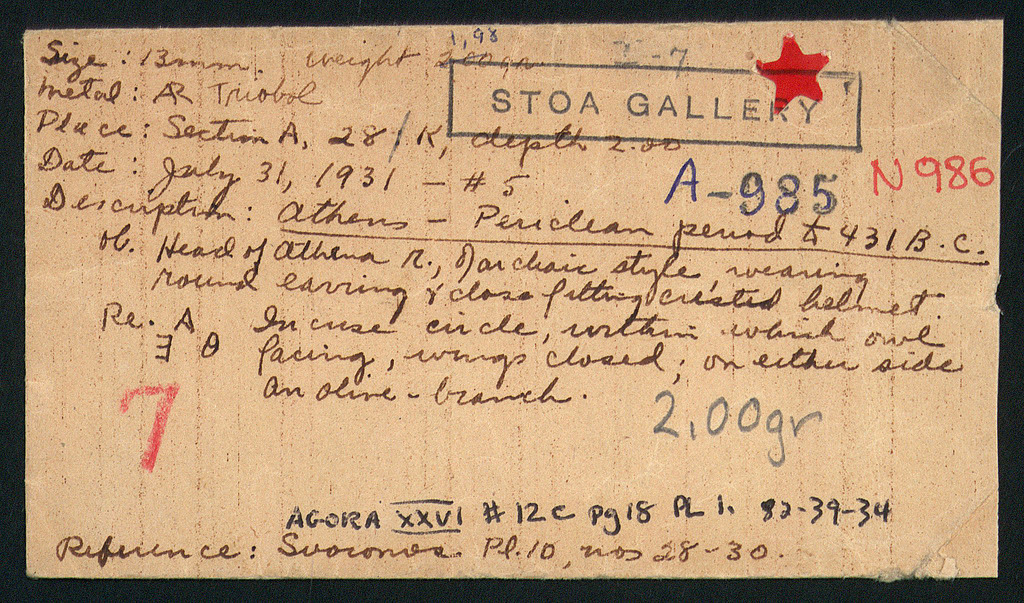 1,98
I-7
Size: 13mm. weight 2.00gr.
STOA GALLERY
Metal: AR Triobol
Place: Section A, 28/K, depth 2.00
Date: July 31, 1931 - #5
A-985
N 986
Description: Athens - Periclean period to 431 B.C.
ob. Head of Athena r., of archaic style, wearing
round earring & close fitting crested helmet.
Re. A Incuse circle, within which owl
Ǝ Θ facing, wings closed; on either side
an olive-branch.
7
2,00gr
AGORA XXVI #12c pg18 PL 1. 82-39-34
Reference: Svoronos Pl.10, nos 28-30.